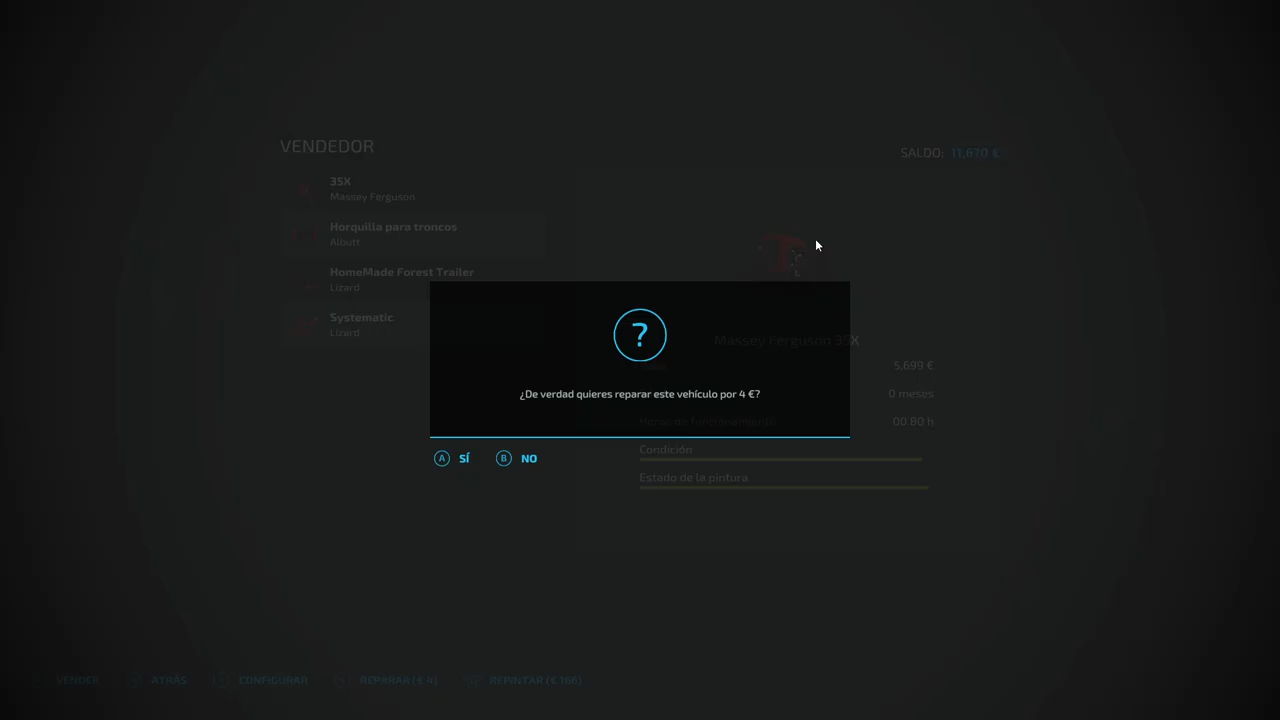 VENDEDOR
SALDO: 11,670 €
35X
Massey Ferguson
Horquilla para troncos
Albutt
HomeMade Forest Trailer
Lizard
Systematic
Lizard
?
Massey Ferguson 35X
5,699 €
¿De verdad quieres reparar este vehículo por 4 €?
0 meses
Horas de funcionamiento
00.80 h
A SÍ B NO
Condición
Estado de la pintura
VENDER ATRÁS CONFIGURAR REPARAR (€ 4) REPINTAR (€ 166)